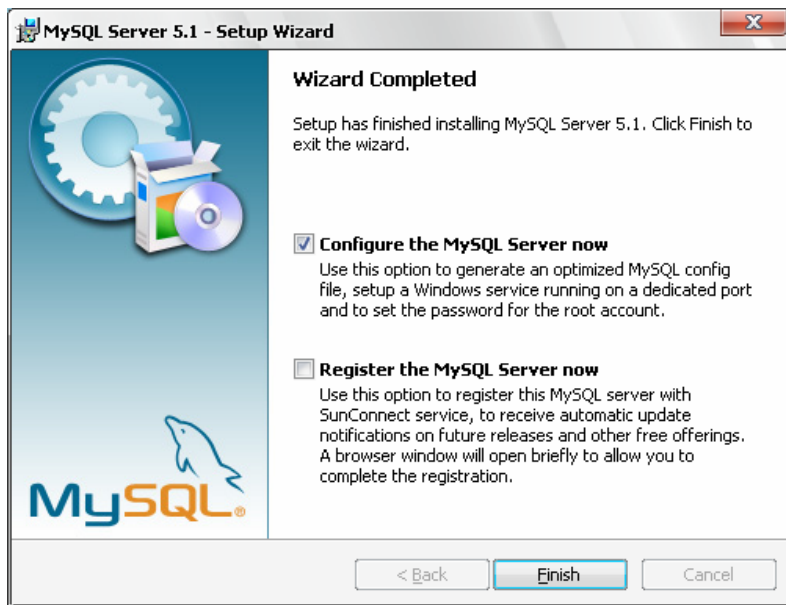 MySQL Server 5.1 - Setup Wizard
Wizard Completed
Setup has finished installing MySQL Server 5.1. Click Finish to
exit the wizard.
Configure the MySQL Server now
Use this option to generate an optimized MySQL config
file, setup a Windows service running on a dedicated port
and to set the password for the root account.
Register the MySQL Server now
Use this option to register this MySQL server with
SunConnect service, to receive automatic update
notifications on future releases and other free offerings.
A browser window will open briefly to allow you to
complete the registration.
MySQL®
< Back
Finish
Cancel